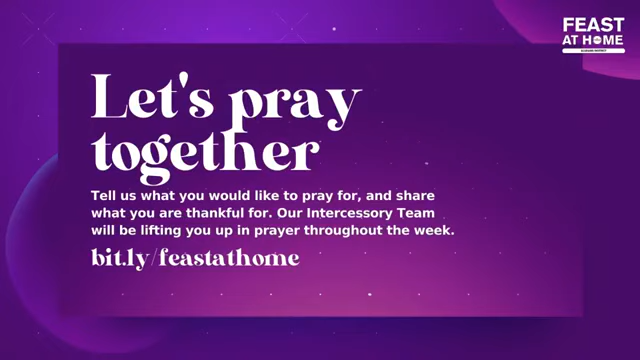 FEAST
AT HOME
Let's pray
together
Tell us what you would like to pray for, and share
what you are thankful for. Our Intercessory Team
will be lifting you up in prayer throughout the week.
bit.ly/feastathome